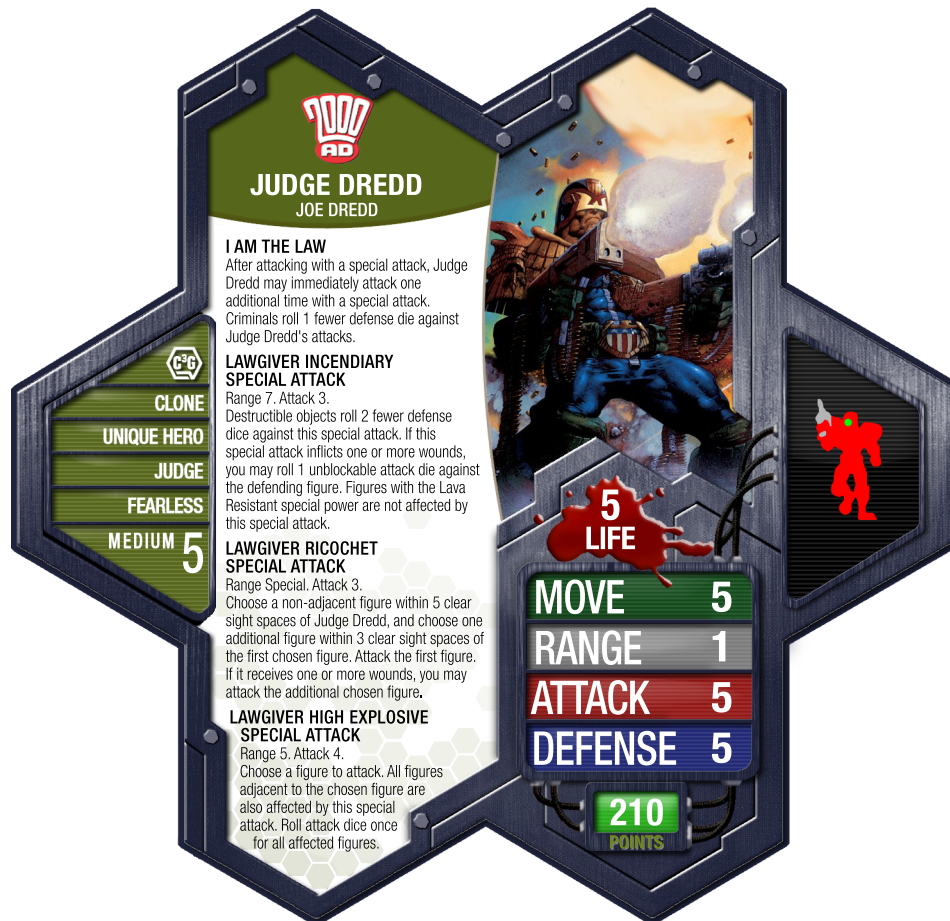 2000
AD
JUDGE DREDD
JOE DREDD
I AM THE LAW
After attacking with a special attack, Judge
Dredd may immediately attack one
additional time with a special attack.
Criminals roll 1 fewer defense die against
Judge Dredd's attacks.
LAWGIVER INCENDIARY
SPECIAL ATTACK
Range 7. Attack 3.
Destructible objects roll 2 fewer defense
dice against this special attack. If this
special attack inflicts one or more wounds,
you may roll 1 unblockable attack die against
the defending figure. Figures with the Lava
Resistant special power are not affected by
this special attack.
LAWGIVER RICOCHET
SPECIAL ATTACK
Range Special. Attack 3.
Choose a non-adjacent figure within 5 clear
sight spaces of Judge Dredd, and choose one
additional figure within 3 clear sight spaces of
the first chosen figure. Attack the first figure.
If it receives one or more wounds, you may
attack the additional chosen figure.
LAWGIVER HIGH EXPLOSIVE
SPECIAL ATTACK
Range 5. Attack 4.
Choose a figure to attack. All figures
adjacent to the chosen figure are
also affected by this special
attack. Roll attack dice once
for all affected figures.
C3G
CLONE
UNIQUE HERO
JUDGE
FEARLESS
MEDIUM 5
5
LIFE
MOVE 5
RANGE 1
ATTACK 5
DEFENSE 5
210
POINTS